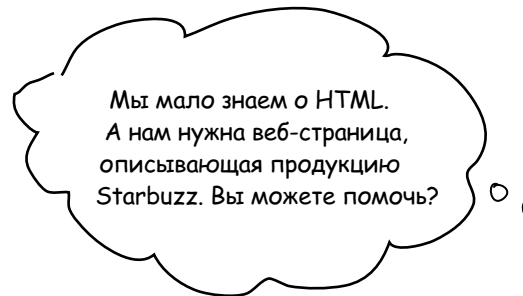 Мы мало знаем о HTML.
А нам нужна веб-страница,
описывающая продукцию
Starbuzz. Вы можете помочь?